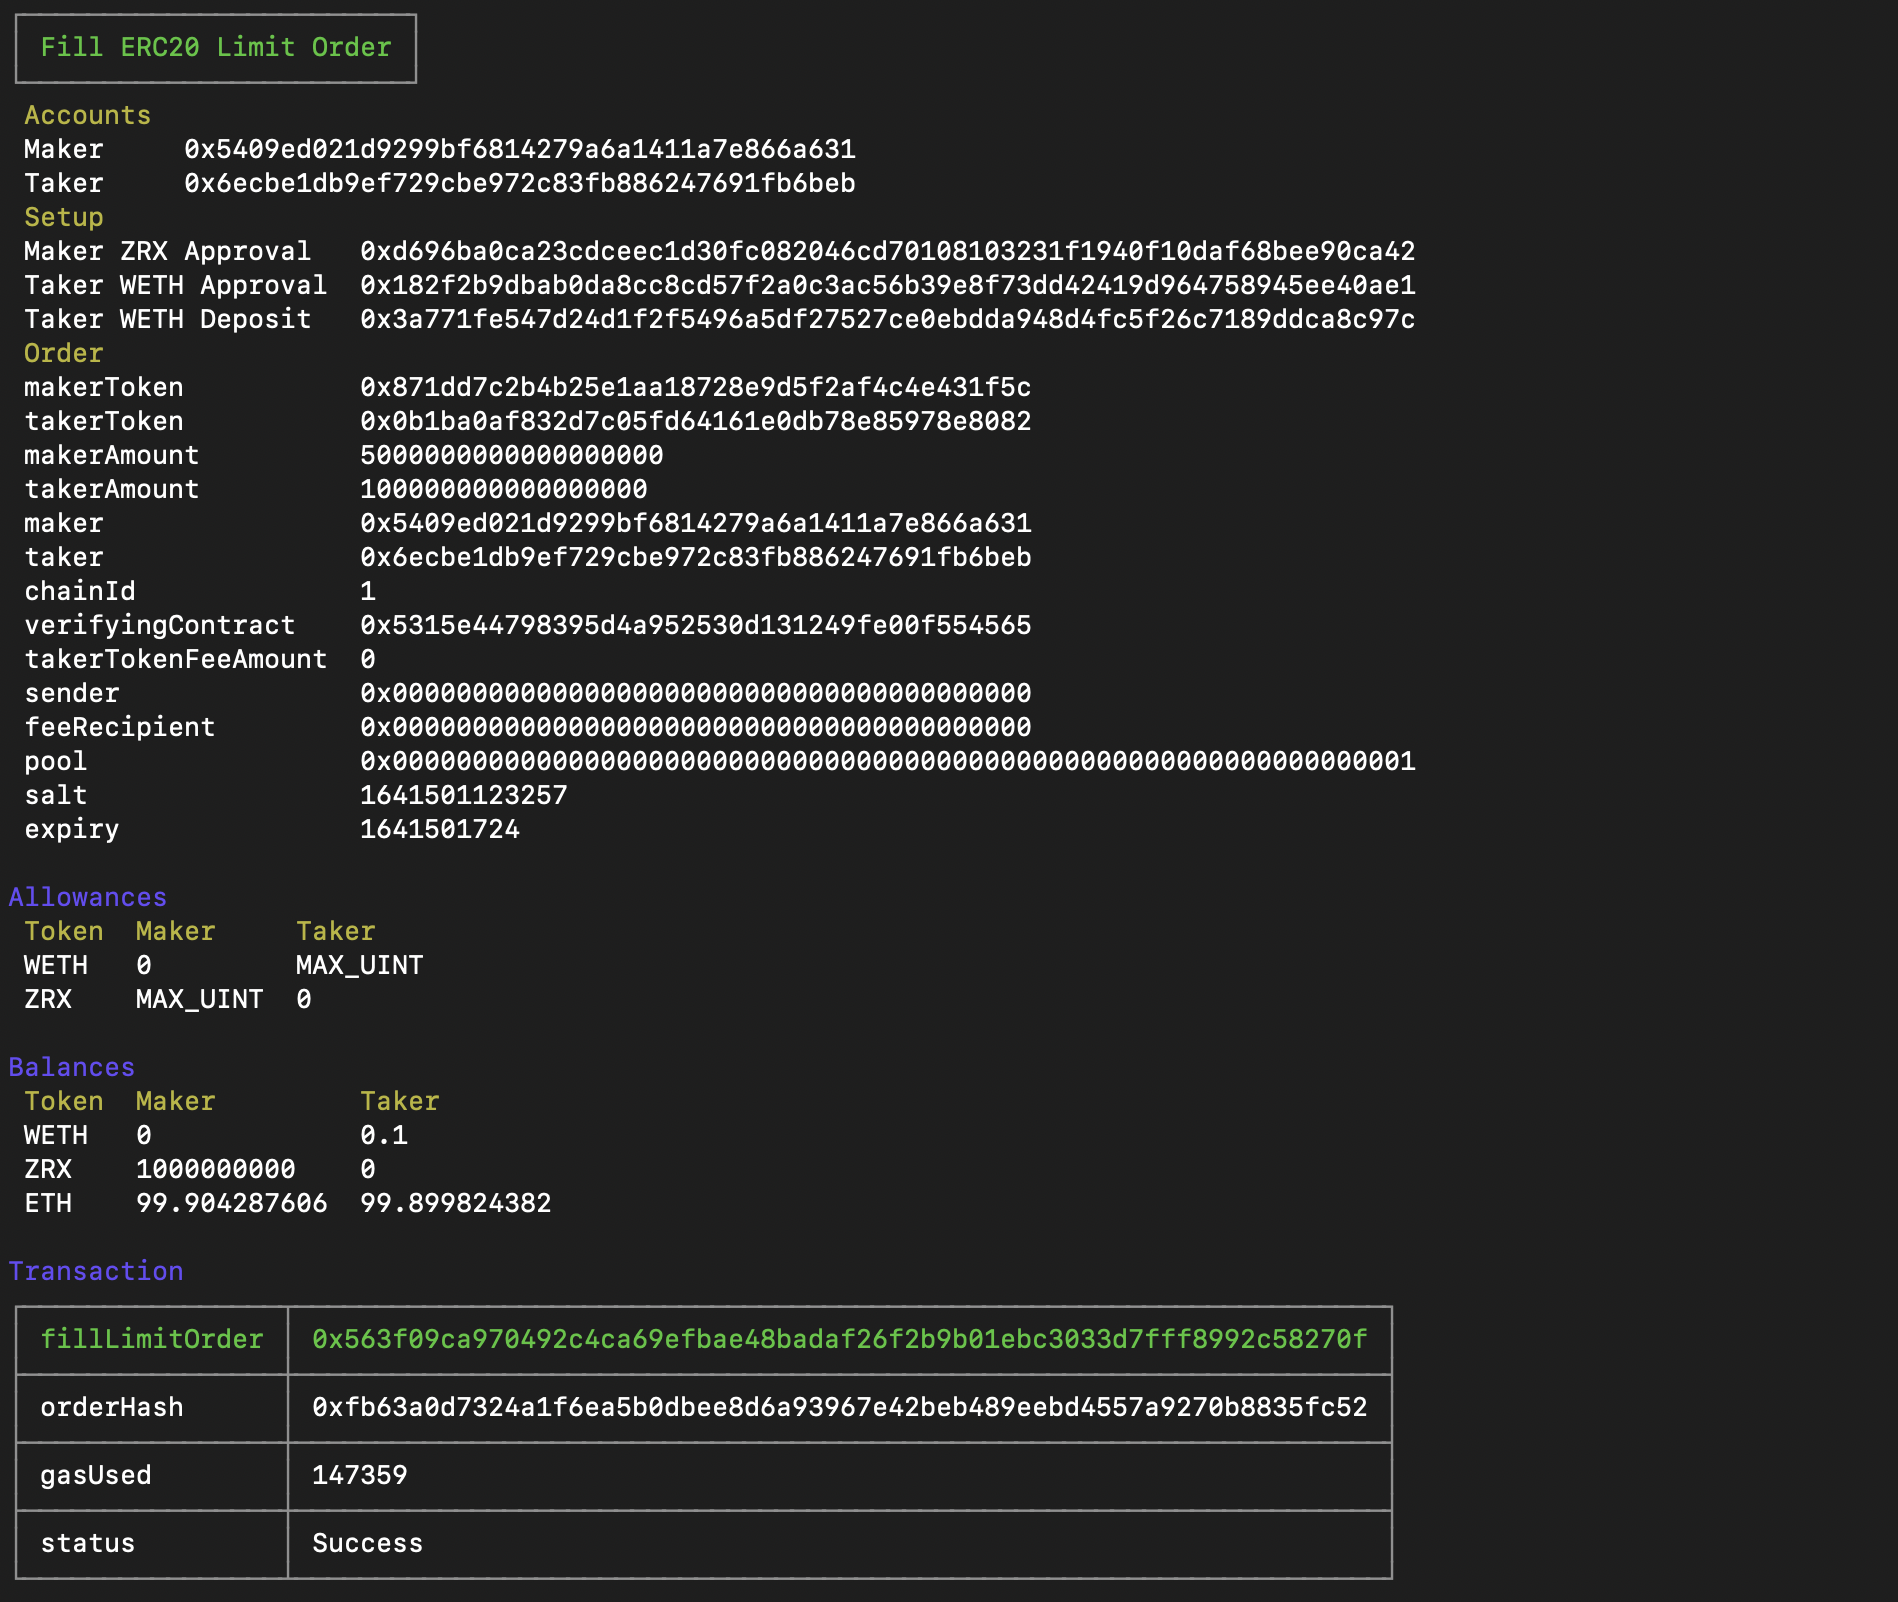 Fill ERC20 Limit Order
Accounts
Maker 0x5409ed021d9299bf6814279a6a1411a7e866a631
Taker 0x6ecbe1db9ef729cbe972c83fb886247691fb6beb
Setup
Maker ZRX Approval 0xd696ba0ca23cdceec1d30fc082046cd70108103231f1940f10daf68bee90ca42
Taker WETH Approval 0x182f2b9dbab0da8cc8cd57f2a0c3ac56b39e8f73dd42419d964758945ee40ae1
Taker WETH Deposit 0x3a771fe547d24d1f2f5496a5df27527ce0ebdda948d4fc5f26c7189ddca8c97c
Order
makerToken 0x871dd7c2b4b25e1aa18728e9d5f2af4c4e431f5c
takerToken 0x0b1ba0af832d7c05fd64161e0db78e85978e8082
makerAmount 5000000000000000000
takerAmount 100000000000000000
maker 0x5409ed021d9299bf6814279a6a1411a7e866a631
taker 0x6ecbe1db9ef729cbe972c83fb886247691fb6beb
chainId 1
verifyingContract 0x5315e44798395d4a952530d131249fe00f554565
takerTokenFeeAmount 0
sender 0x0000000000000000000000000000000000000000
feeRecipient 0x0000000000000000000000000000000000000000
pool 0x0000000000000000000000000000000000000000000000000000000000000001
salt 1641501123257
expiry 1641501724
Allowances
Token Maker Taker
WETH 0 MAX_UINT
ZRX MAX_UINT 0
Balances
Token Maker Taker
WETH 0 0.1
ZRX 1000000000 0
ETH 99.904287606 99.899824382
Transaction
fillLimitOrder 0x563f09ca970492c4ca69efbae48badaf26f2b9b01ebc3033d7fff8992c58270f
orderHash 0xfb63a0d7324a1f6ea5b0dbee8d6a93967e42beb489eebd4557a9270b8835fc52
gasUsed 147359
status Success